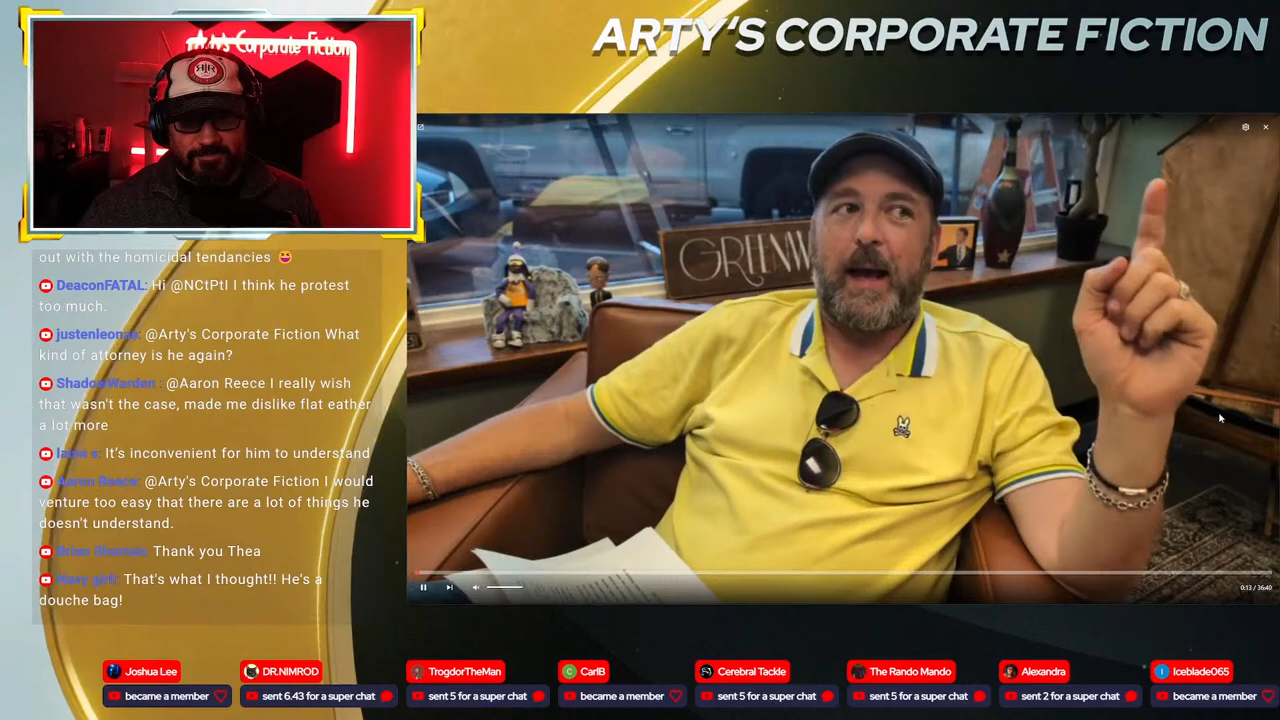 ARTY'S CORPORATE FICTION
Arty's Corporate Fiction
out with the homicidal tendancies
DeaconFATAL: Hi @NCtPtI I think he protest
too much.
@Arty's Corporate Fiction What
kind of attorney is he again?
ShadowWarden : @Aaron Reece I really wish
that wasn't the case, made me dislike flat eather
a lot more
It's inconvenient for him to understand
Aaron Reece: @Arty's Corporate Fiction I would
venture too easy that there are a lot of things he
doesn't understand.
Thank you Thea
Navy girl: That's what I thought!! He's a
douche bag!
GREENW
0:13 / 36:40
Joshua Lee
became a member
DR.NIMROD
sent 6.43 for a super chat
TrogdorTheMan
sent 5 for a super chat
C
CarlB
became a member
Cerebral Tackle
sent 5 for a super chat
The Rando Mando
sent 5 for a super chat
Alexandra
sent 2 for a super chat
Iceblade065
became a member